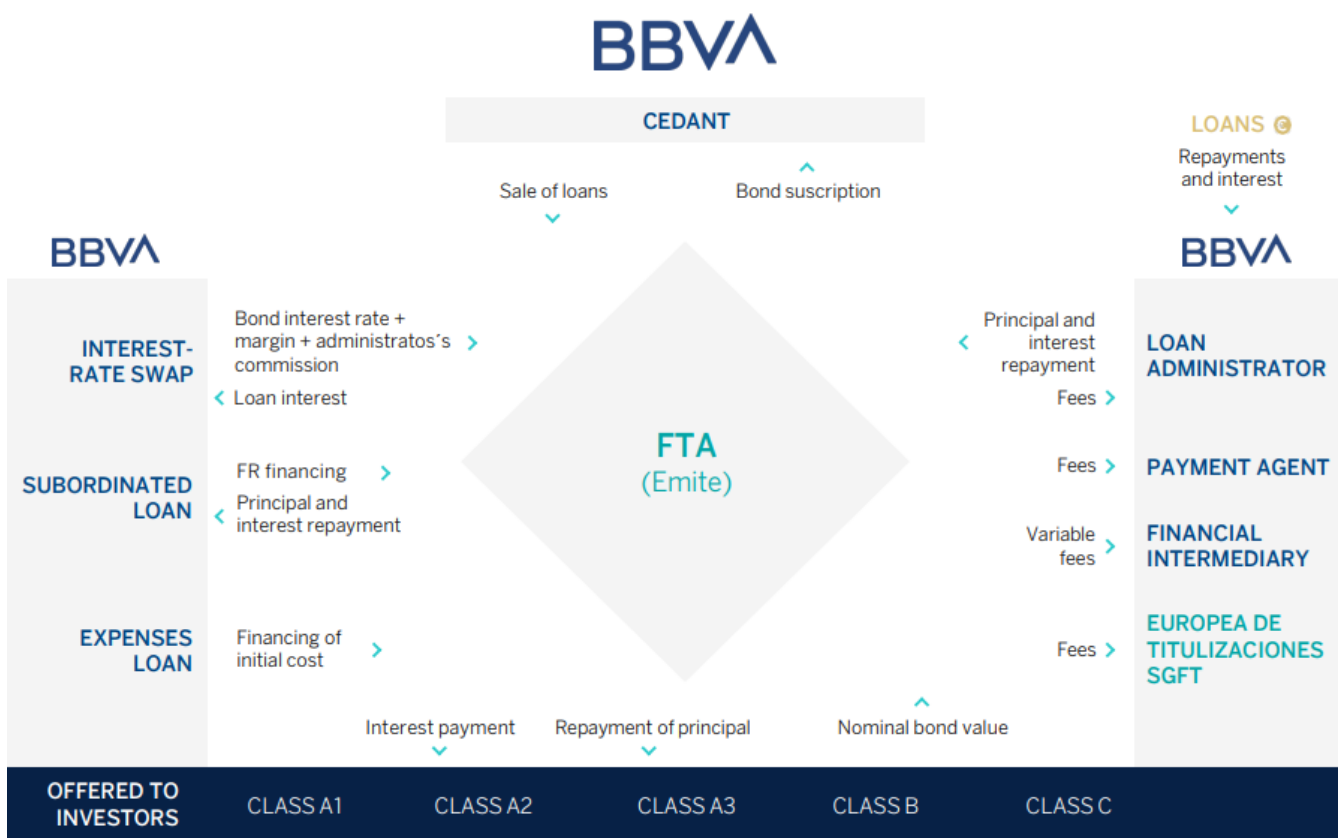 BBVA
CEDANT
LOANS €
Repayments
and interest
Sale of loans
Bond suscription
BBVA
BBVA
INTEREST-
RATE SWAP
Bond interest rate +
margin + administratos´s
commission
Loan interest
Principal and
interest
repayment
Fees
LOAN
ADMINISTRATOR
FTA
(Emite)
SUBORDINATED
LOAN
FR financing
Principal and
interest repayment
Fees
PAYMENT AGENT
Variable
fees
FINANCIAL
INTERMEDIARY
EXPENSES
LOAN
Financing of
initial cost
Fees
EUROPEA DE
TITULIZACIONES
SGFT
Interest payment
Repayment of principal
Nominal bond value
OFFERED TO
INVESTORS
CLASS A1
CLASS A2
CLASS A3
CLASS B
CLASS C